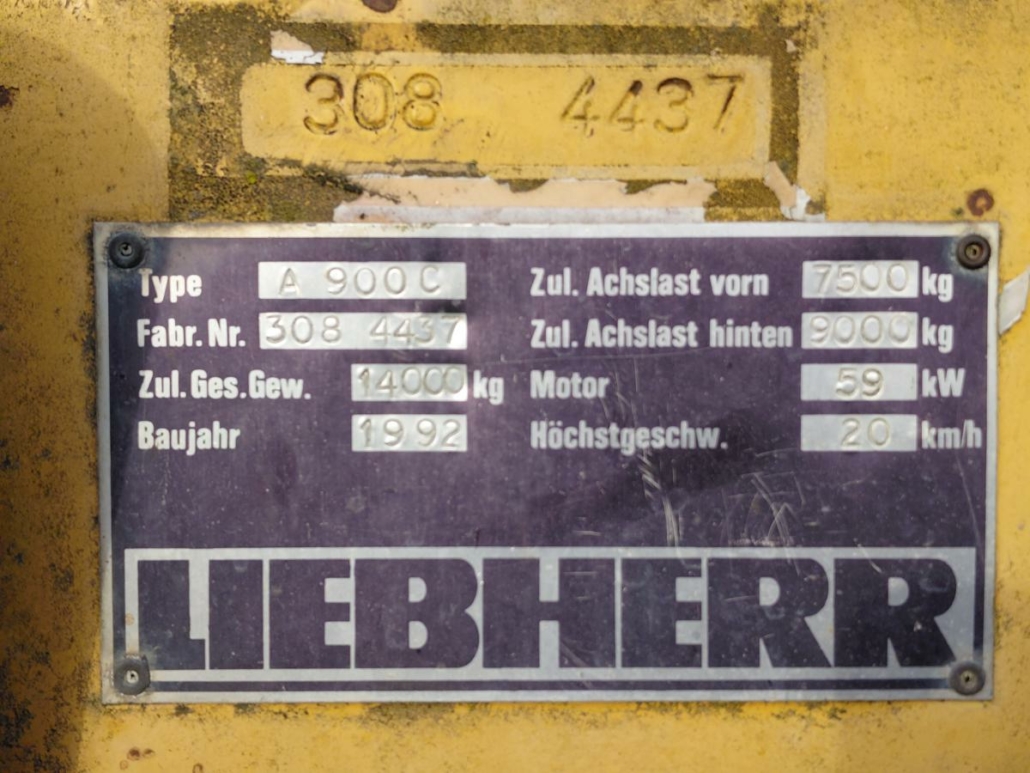 308 4437
Type A 900C Zul. Achslast vorn 7500 kg
Fabr. Nr. 308 4437 Zul. Achslast hinten 9000 kg
Zul. Ges. Gew. 14000 kg Motor 59 kW
Baujahr 1992 Höchstgeschw. 20 km/h
LIEBHERR